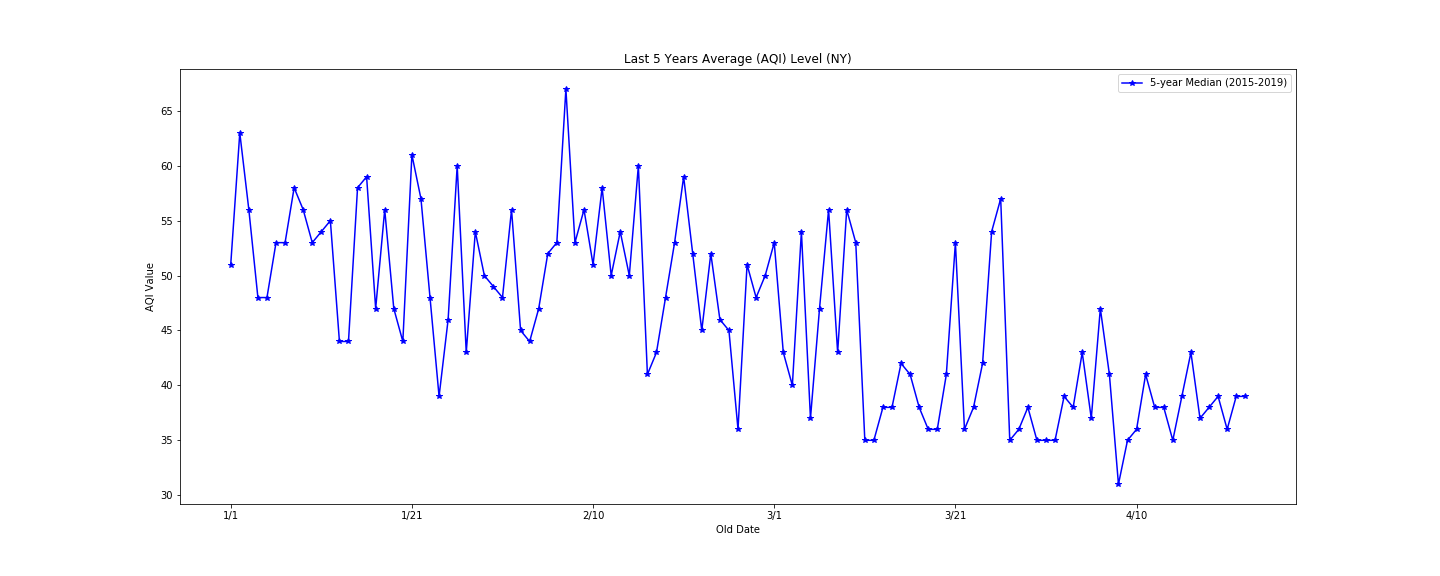 Last 5 Years Average (AQI) Level (NY)
5-year Median (2015-2019)
AQI Value
65
60
55
50
45
40
35
30
1/1 1/21 2/10 3/1 3/21 4/10
Old Date